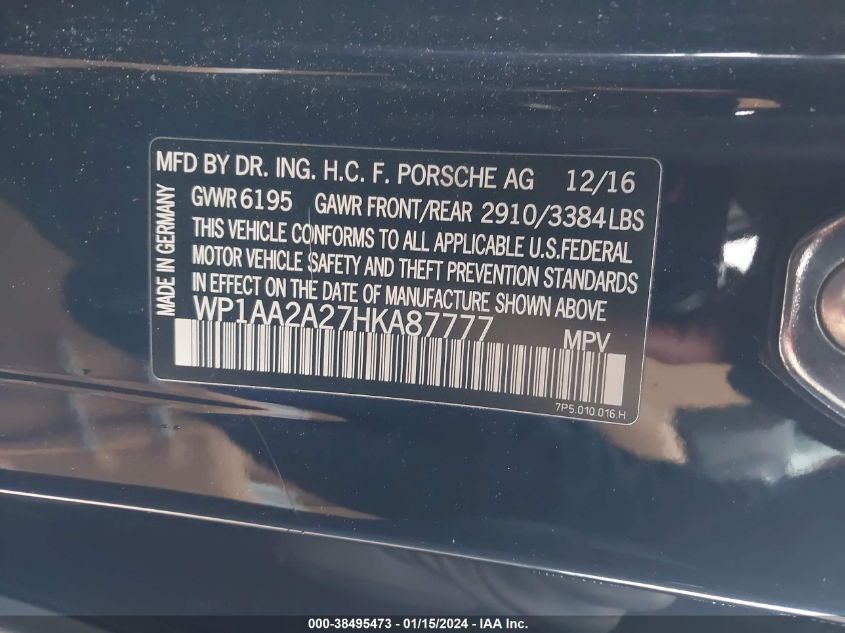 MFD BY DR. ING. H.C. F. PORSCHE AG 12/16
GVWR 6195 GAWR FRONT/REAR 2910/3384 LBS
THIS VEHICLE CONFORMS TO ALL APPLICABLE U.S.FEDERAL
MOTOR VEHICLE SAFETY AND THEFT PREVENTION STANDARDS
IN EFFECT ON THE DATE OF MANUFACTURE SHOWN ABOVE
WP1AA2A27HKA87777 MPV
MADE IN GERMANY
7P5.010.016.H
000-38495473 - 01/15/2024 - IAA Inc.